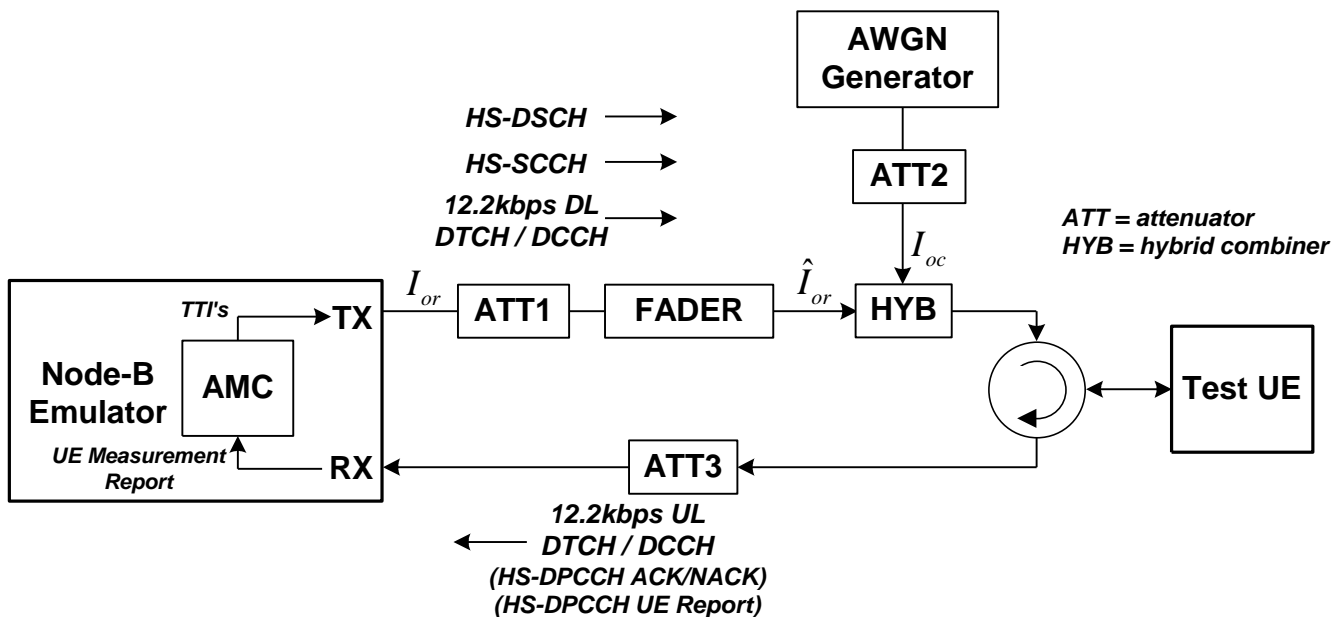 AWGN
Generator
HS-DSCH
HS-SCCH
12.2kbps DL
DTCH / DCCH
ATT2
ATT = attenuator
HYB = hybrid combiner
I_oc
I_or
Î_or
TTI's
TX
ATT1
FADER
HYB
Node-B
Emulator
AMC
Test UE
UE Measurement
Report
RX
ATT3
12.2kbps UL
DTCH / DCCH
(HS-DPCCH ACK/NACK)
(HS-DPCCH UE Report)